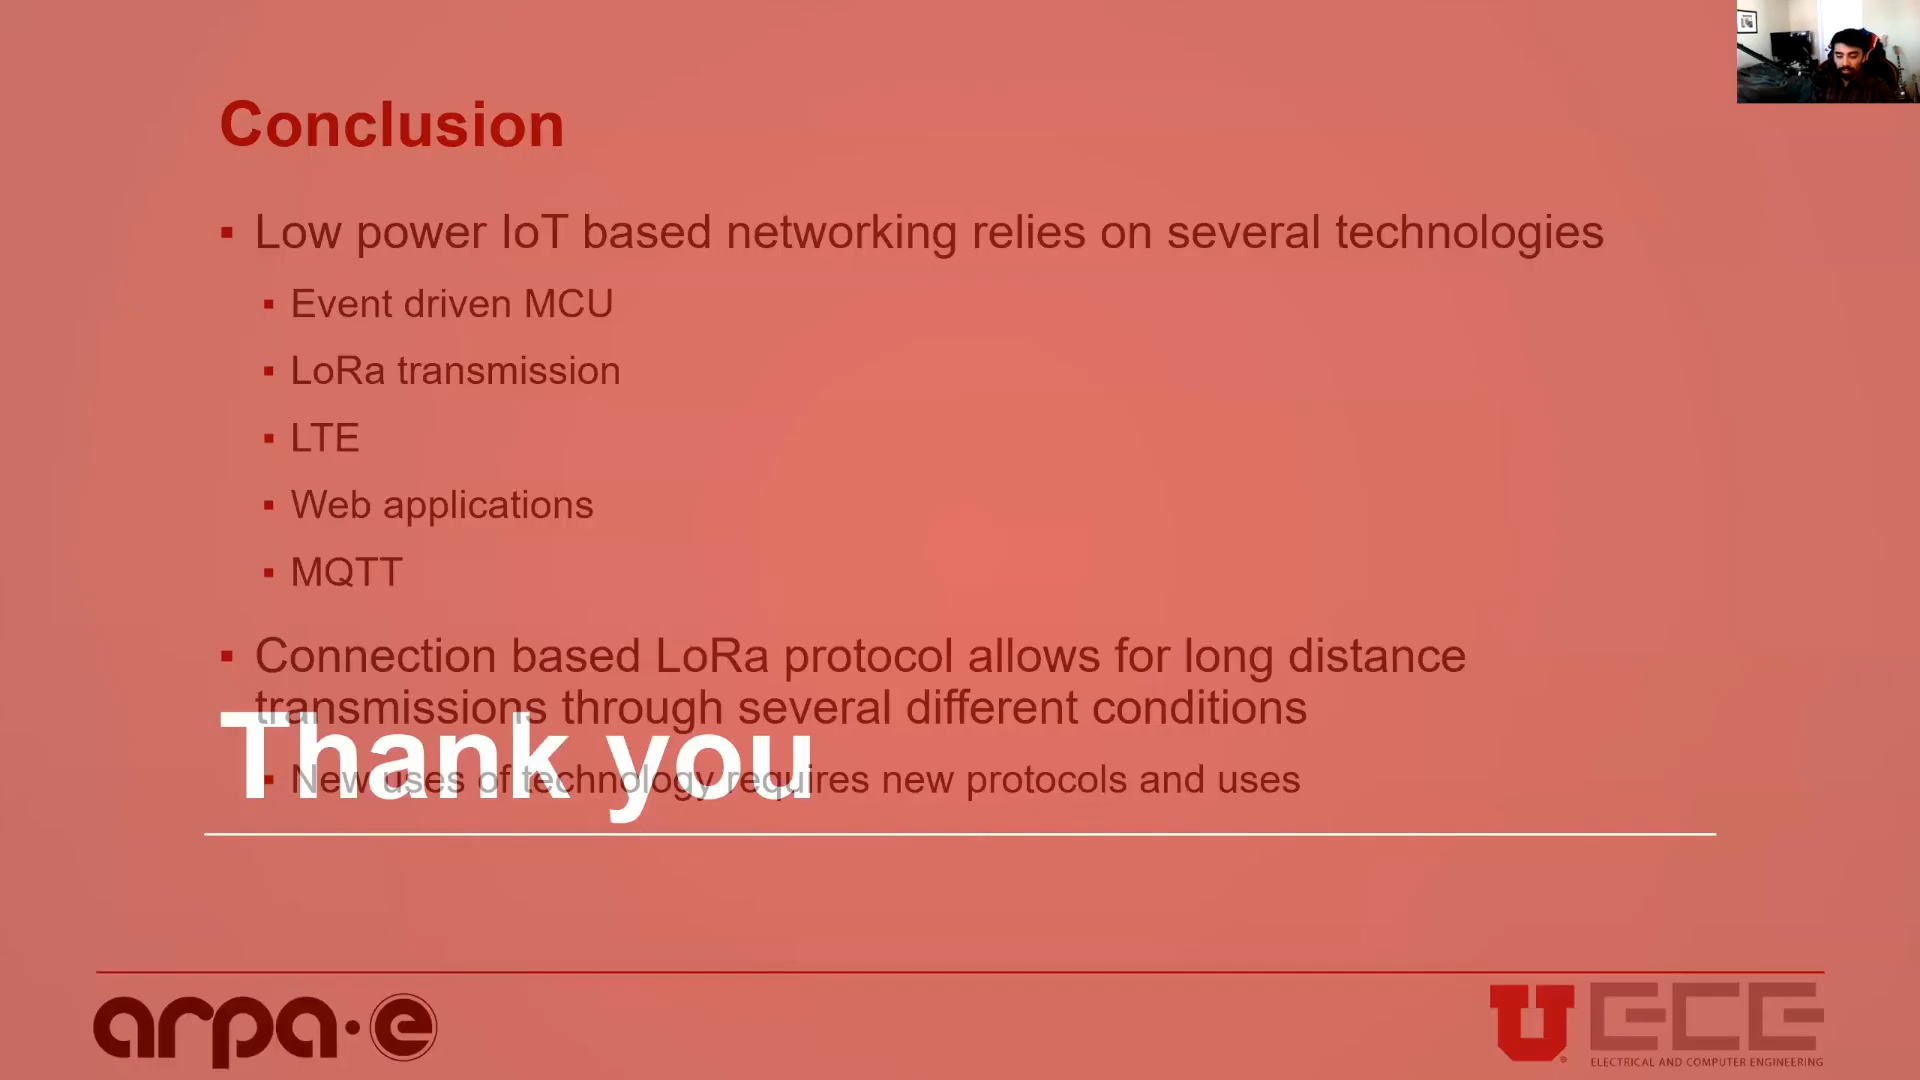 Conclusion
▪ Low power IoT based networking relies on several technologies
▪ Event driven MCU
▪ LoRa transmission
▪ LTE
▪ Web applications
▪ MQTT
▪ Connection based LoRa protocol allows for long distance
transmissions through several different conditions
Thank you
▪ New uses of technology requires new protocols and uses
arpa·e
U ECE
ELECTRICAL AND COMPUTER ENGINEERING